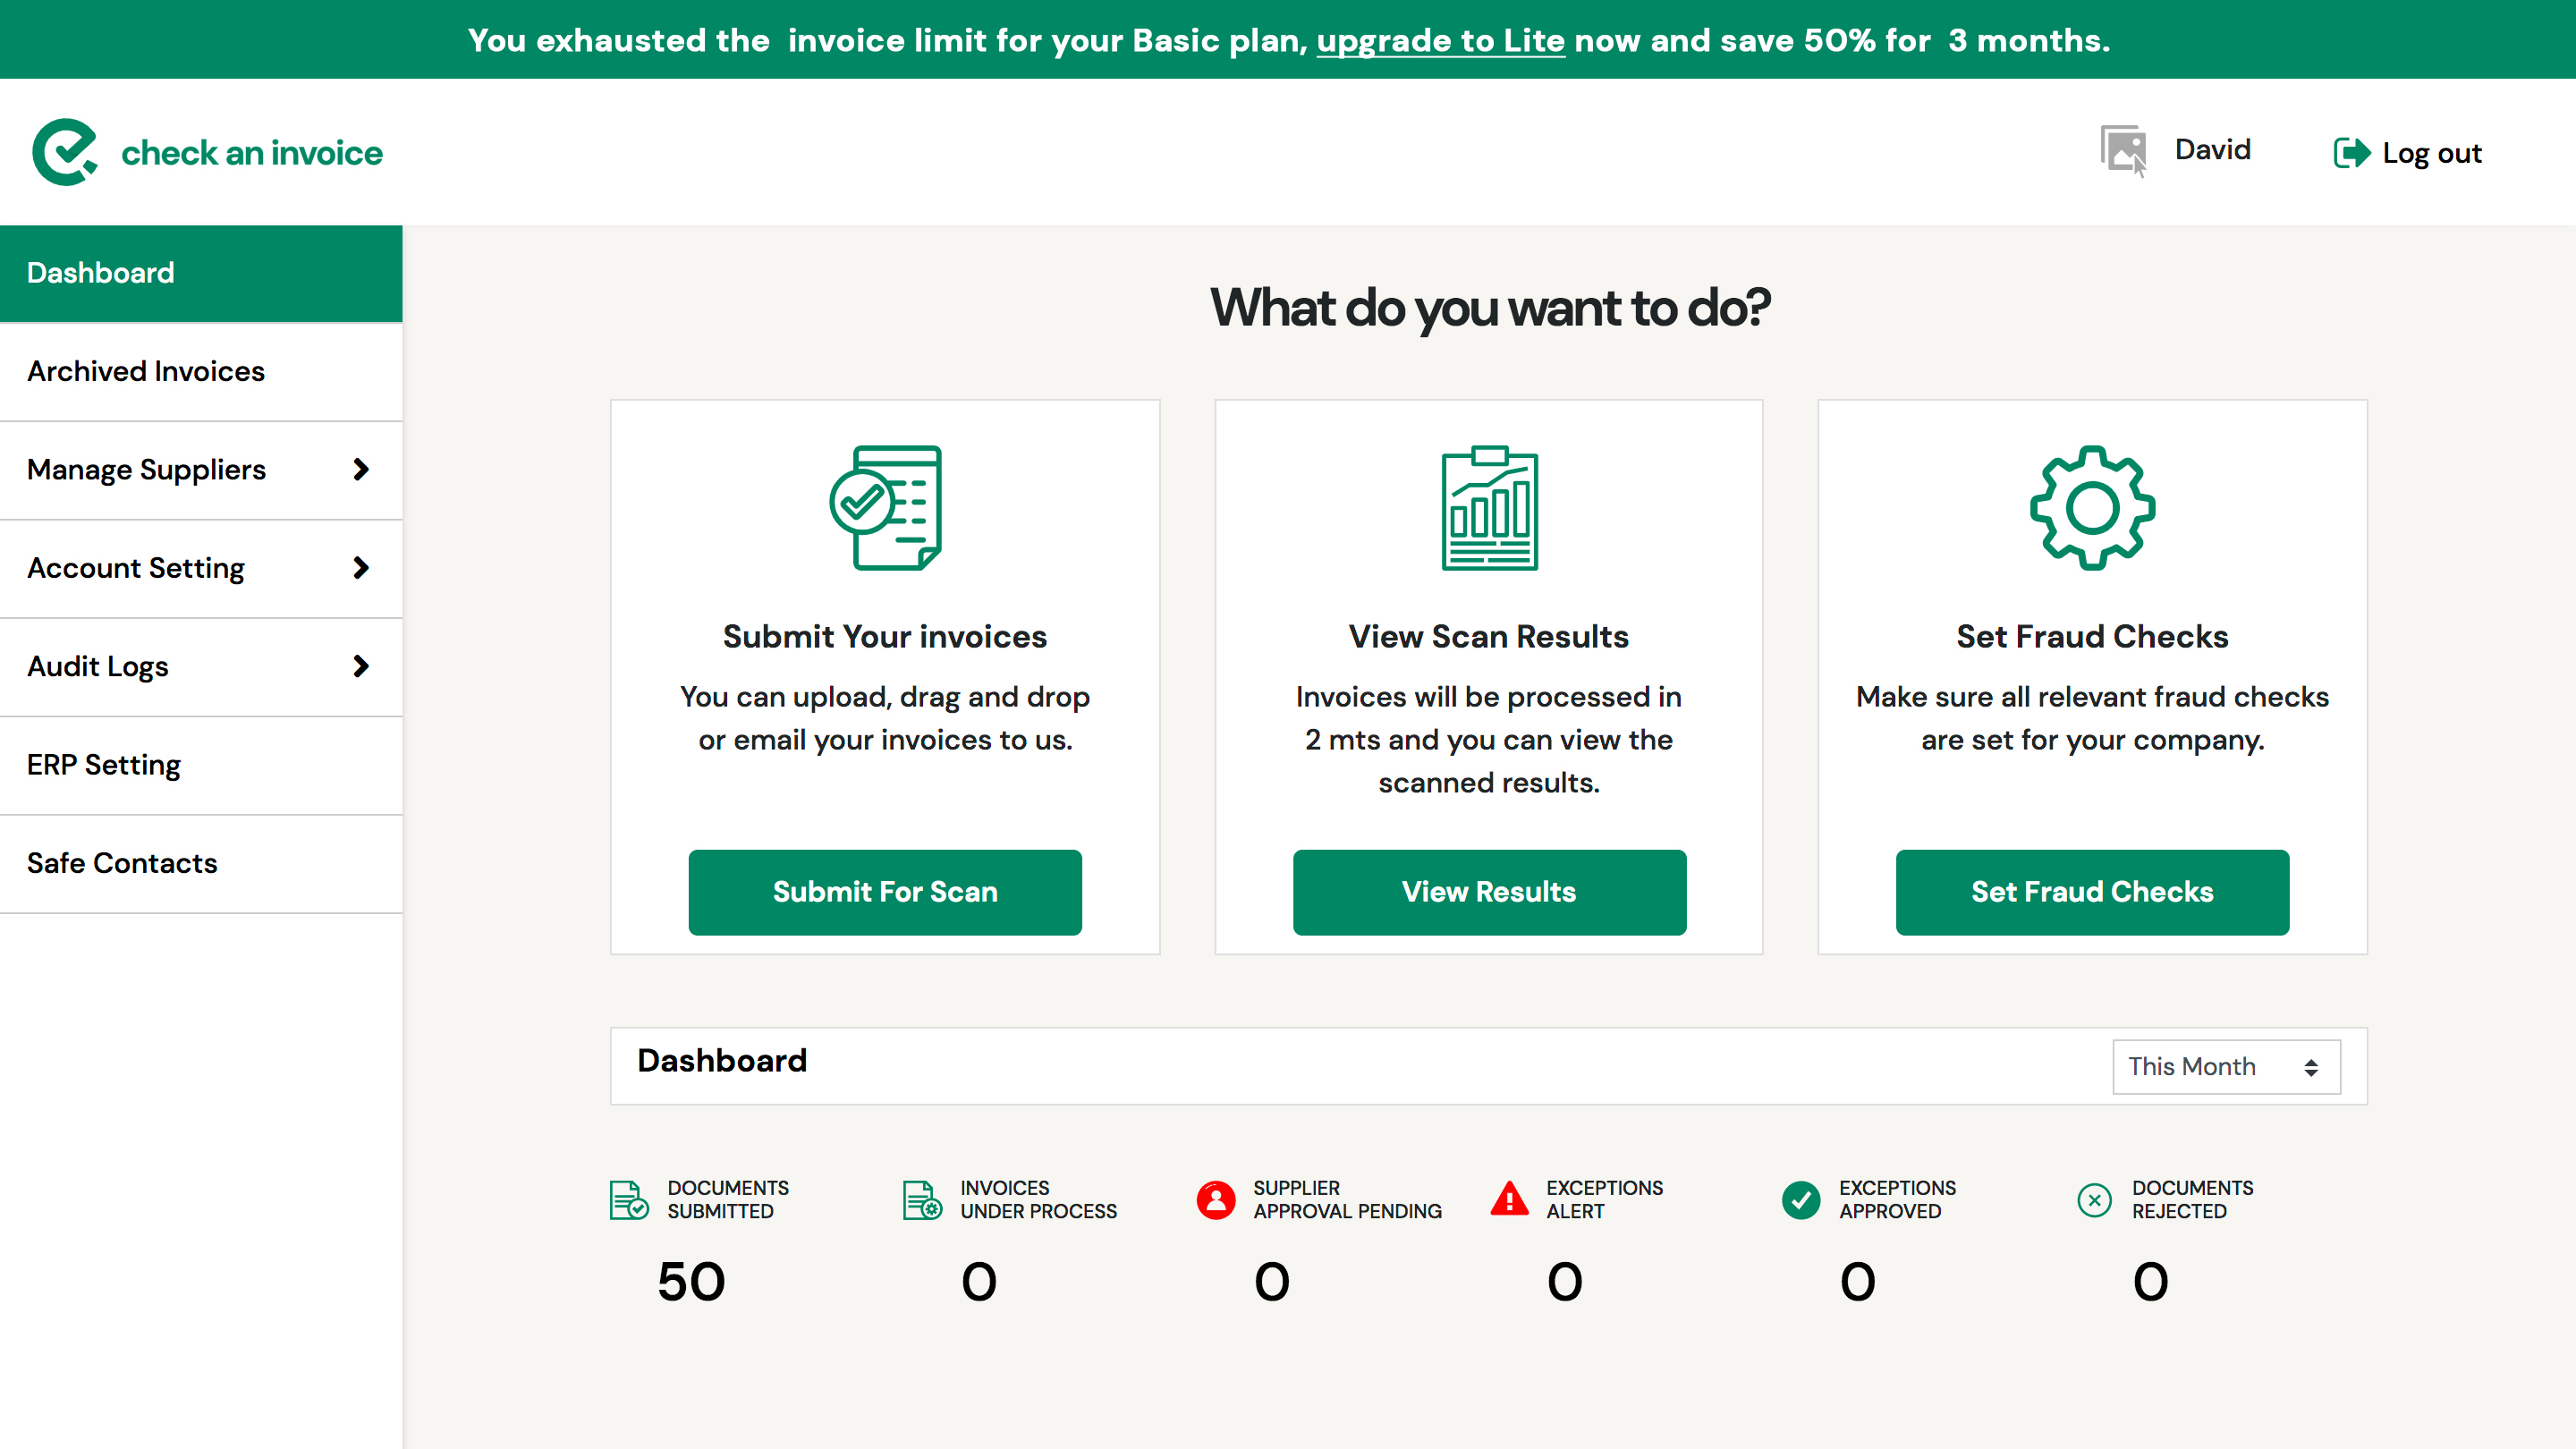 You exhausted the invoice limit for your Basic plan, upgrade to Lite now and save 50% for 3 months.
check an invoice
David
Log out
Dashboard
Archived Invoices
Manage Suppliers
Account Setting
Audit Logs
ERP Setting
Safe Contacts
What do you want to do?
Submit Your invoices
You can upload, drag and drop
or email your invoices to us.
Submit For Scan
View Scan Results
Invoices will be processed in
2 mts and you can view the
scanned results.
View Results
Set Fraud Checks
Make sure all relevant fraud checks
are set for your company.
Set Fraud Checks
Dashboard
This Month
DOCUMENTS
SUBMITTED
50
INVOICES
UNDER PROCESS
0
SUPPLIER
APPROVAL PENDING
0
EXCEPTIONS
ALERT
0
EXCEPTIONS
APPROVED
0
DOCUMENTS
REJECTED
0